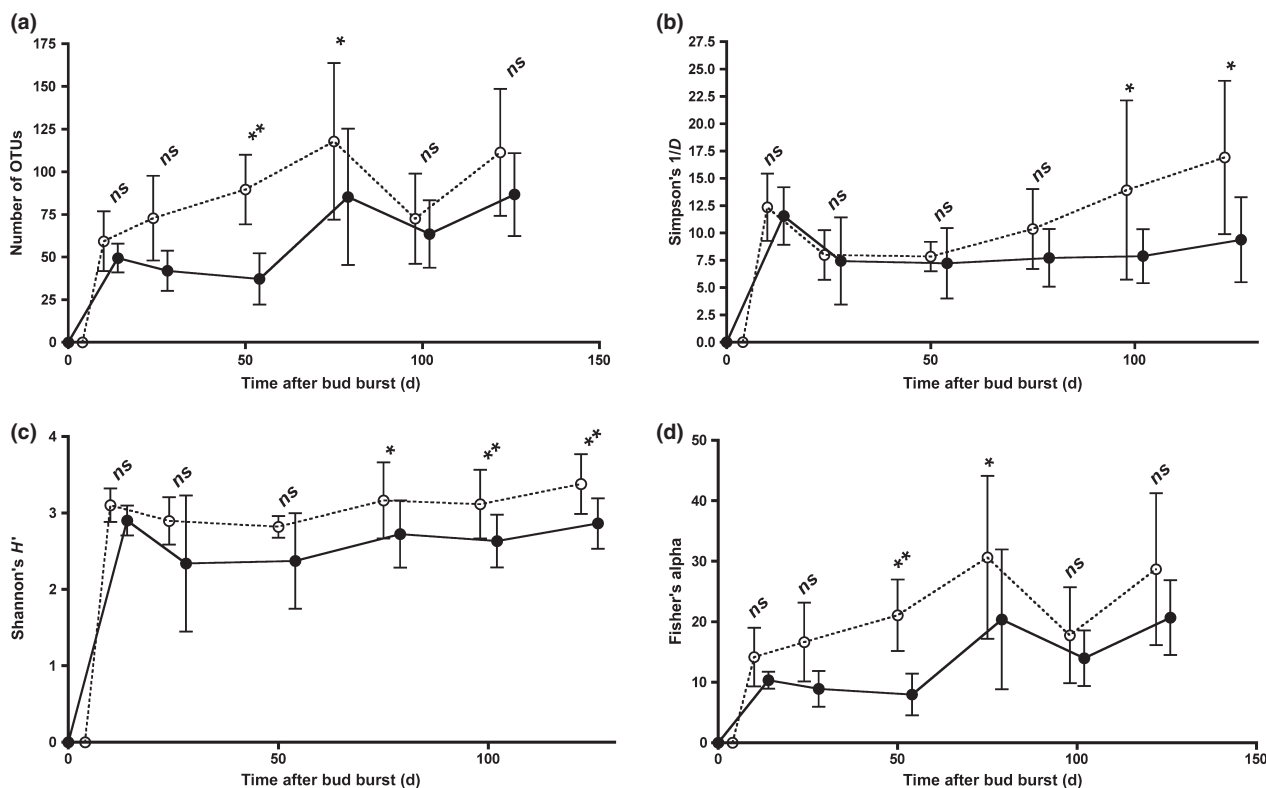 (a)
175
150
125
100
75
50
25
0
Number of OTUs
ns
ns
**
*
ns
ns
0
50
100
150
Time after bud burst (d)
(b)
27.5
25.0
22.5
20.0
17.5
15.0
12.5
10.0
7.5
5.0
2.5
0.0
Simpson's 1/D
ns
ns
ns
ns
*
*
0
50
100
Time after bud burst (d)
(c)
4
3
2
1
0
Shannon's H'
ns
ns
ns
*
**
**
0
50
100
Time after bud burst (d)
(d)
50
40
30
20
10
0
Fisher's alpha
ns
ns
**
*
ns
ns
0
50
100
150
Time after bud burst (d)